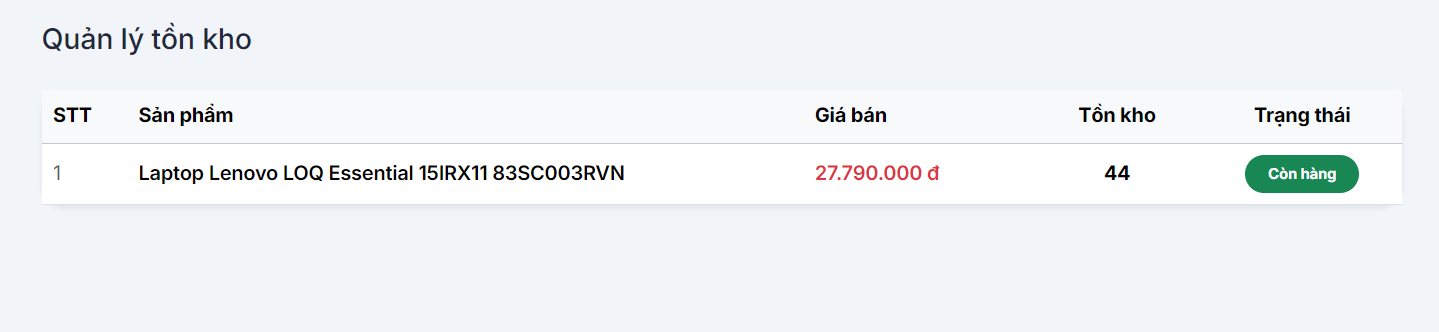 Quản lý tồn kho
STT Sản phẩm Giá bán Tồn kho Trạng thái
1 Laptop Lenovo LOQ Essential 15IRX11 83SC003RVN 27.790.000 đ 44 Còn hàng